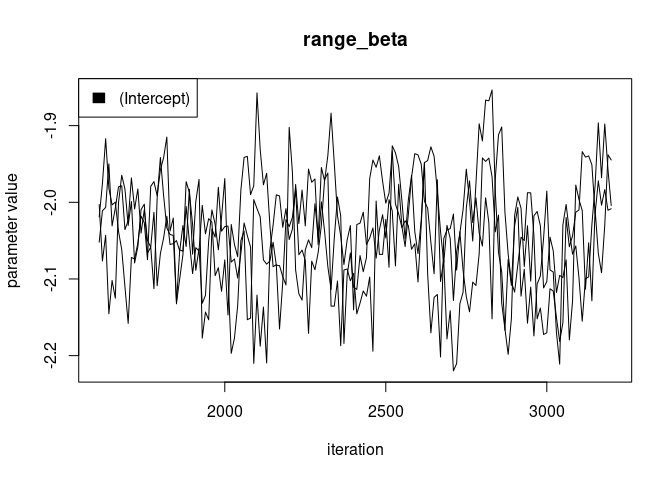 range_beta
(Intercept)
parameter value
-1.9
-2.0
-2.1
-2.2
2000
2500
3000
iteration